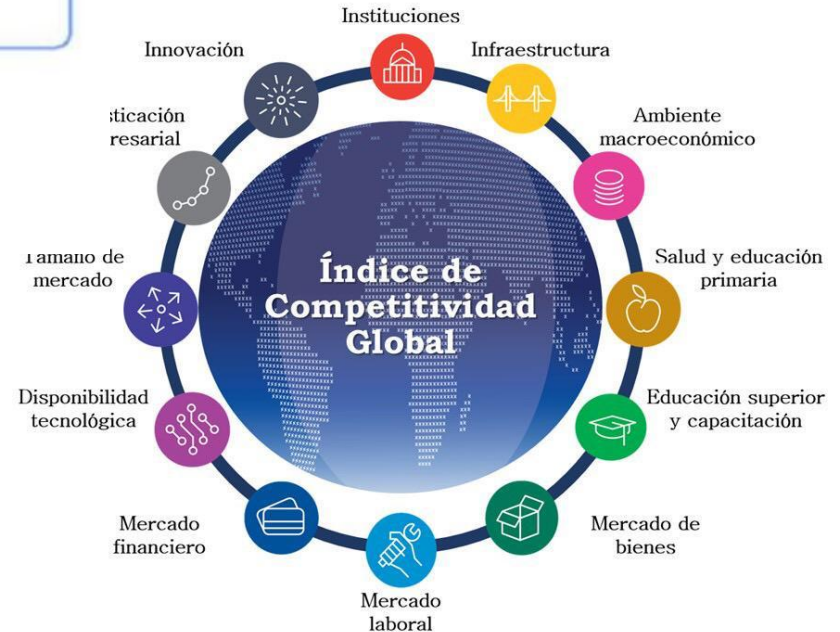 Instituciones
Innovación
Infraestructura
sticación
resarial
Ambiente
macroeconómico
Tamaño de
mercado
Salud y educación
primaria
Índice de
Competitividad
Global
Disponibilidad
tecnológica
Educación superior
y capacitación
Mercado
financiero
Mercado de
bienes
Mercado
laboral